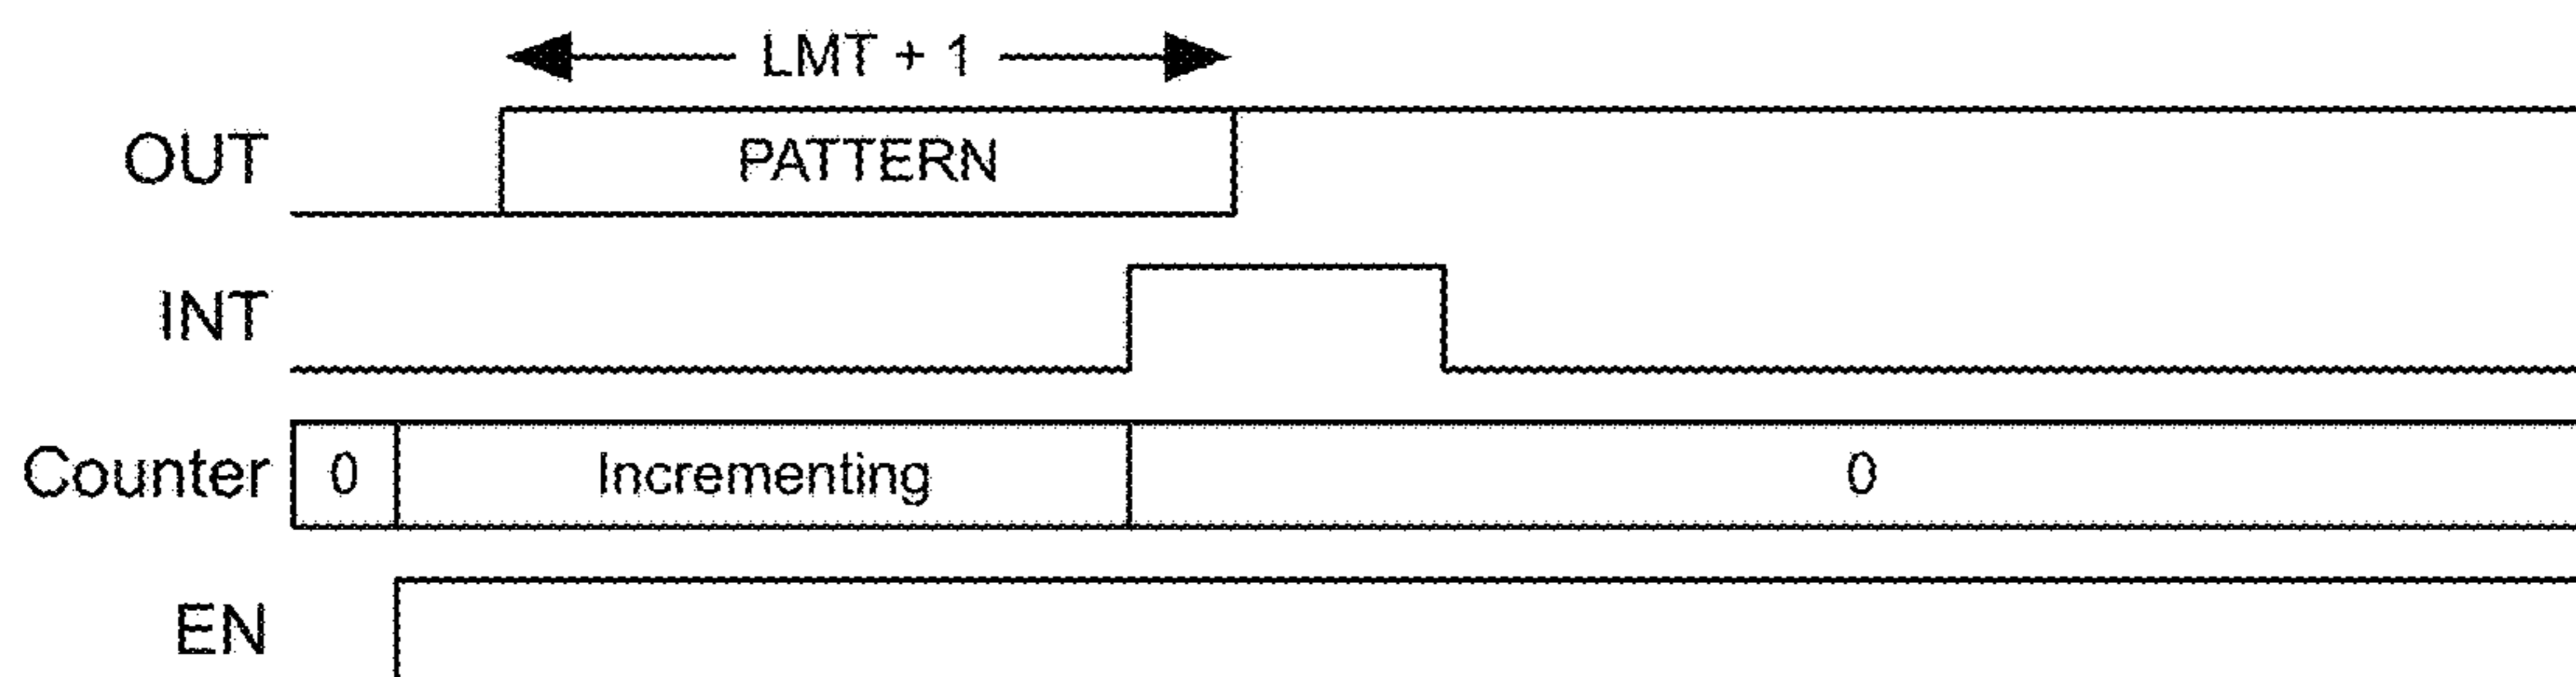 LMT + 1
OUT
PATTERN
INT
Counter
0
Incrementing
0
EN